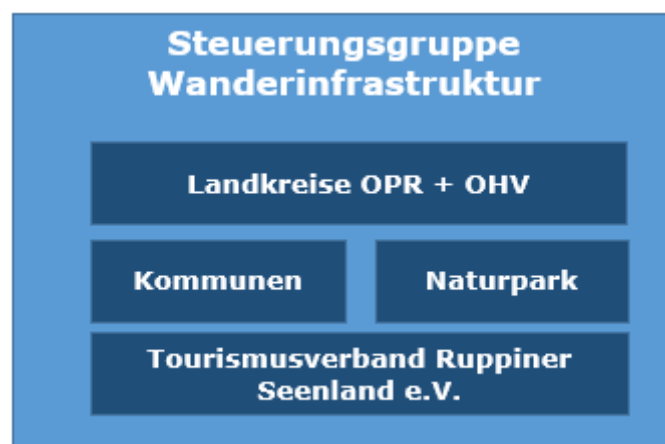 Steuerungsgruppe
Wanderinfrastruktur
Landkreise OPR + OHV
Kommunen
Naturpark
Tourismusverband Ruppiner
Seenland e.V.